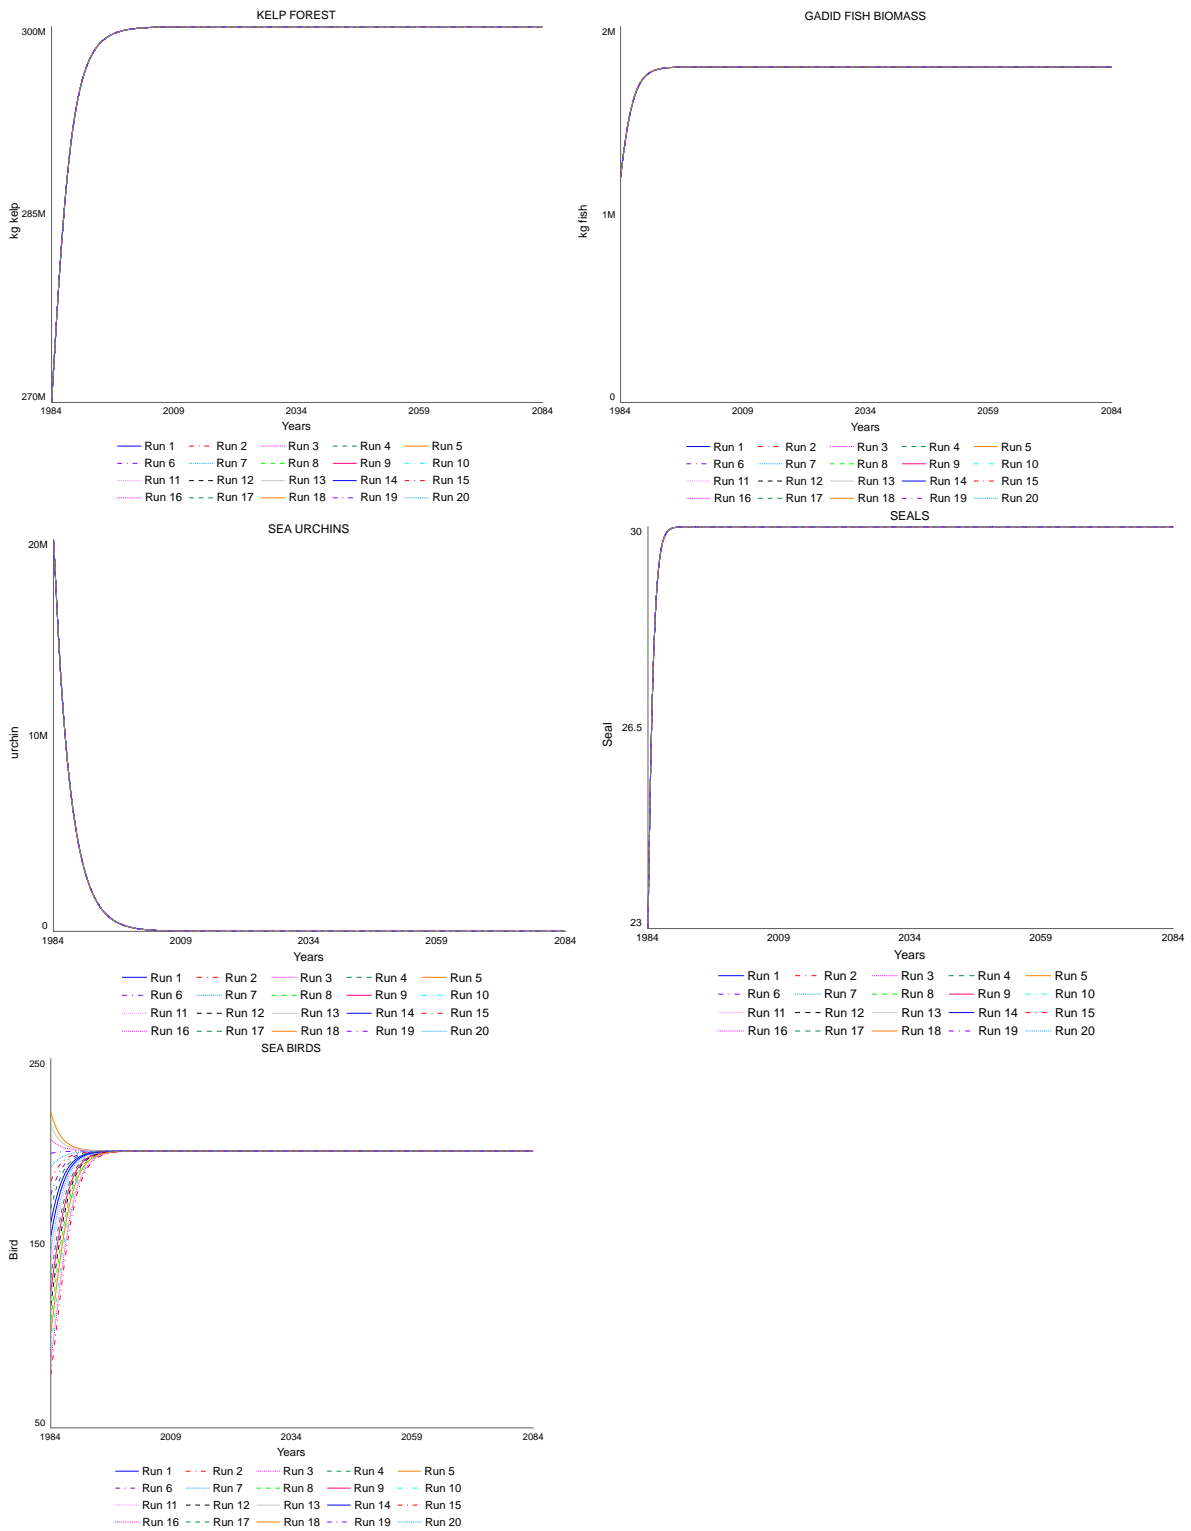 KELP FOREST
300M
285M
270M
kg kelp
1984 2009 2034 2059 2084
Years
Run 1 Run 2 Run 3 Run 4 Run 5
Run 6 Run 7 Run 8 Run 9 Run 10
Run 11 Run 12 Run 13 Run 14 Run 15
Run 16 Run 17 Run 18 Run 19 Run 20
GADID FISH BIOMASS
2M
1M
0
kg fish
1984 2009 2034 2059 2084
Years
Run 1 Run 2 Run 3 Run 4 Run 5
Run 6 Run 7 Run 8 Run 9 Run 10
Run 11 Run 12 Run 13 Run 14 Run 15
Run 16 Run 17 Run 18 Run 19 Run 20
SEA URCHINS
20M
10M
0
urchin
1984 2009 2034 2059 2084
Years
Run 1 Run 2 Run 3 Run 4 Run 5
Run 6 Run 7 Run 8 Run 9 Run 10
Run 11 Run 12 Run 13 Run 14 Run 15
Run 16 Run 17 Run 18 Run 19 Run 20
SEALS
30
26.5
23
Seal
1984 2009 2034 2059 2084
Years
Run 1 Run 2 Run 3 Run 4 Run 5
Run 6 Run 7 Run 8 Run 9 Run 10
Run 11 Run 12 Run 13 Run 14 Run 15
Run 16 Run 17 Run 18 Run 19 Run 20
SEA BIRDS
250
150
50
Bird
1984 2009 2034 2059 2084
Years
Run 1 Run 2 Run 3 Run 4 Run 5
Run 6 Run 7 Run 8 Run 9 Run 10
Run 11 Run 12 Run 13 Run 14 Run 15
Run 16 Run 17 Run 18 Run 19 Run 20